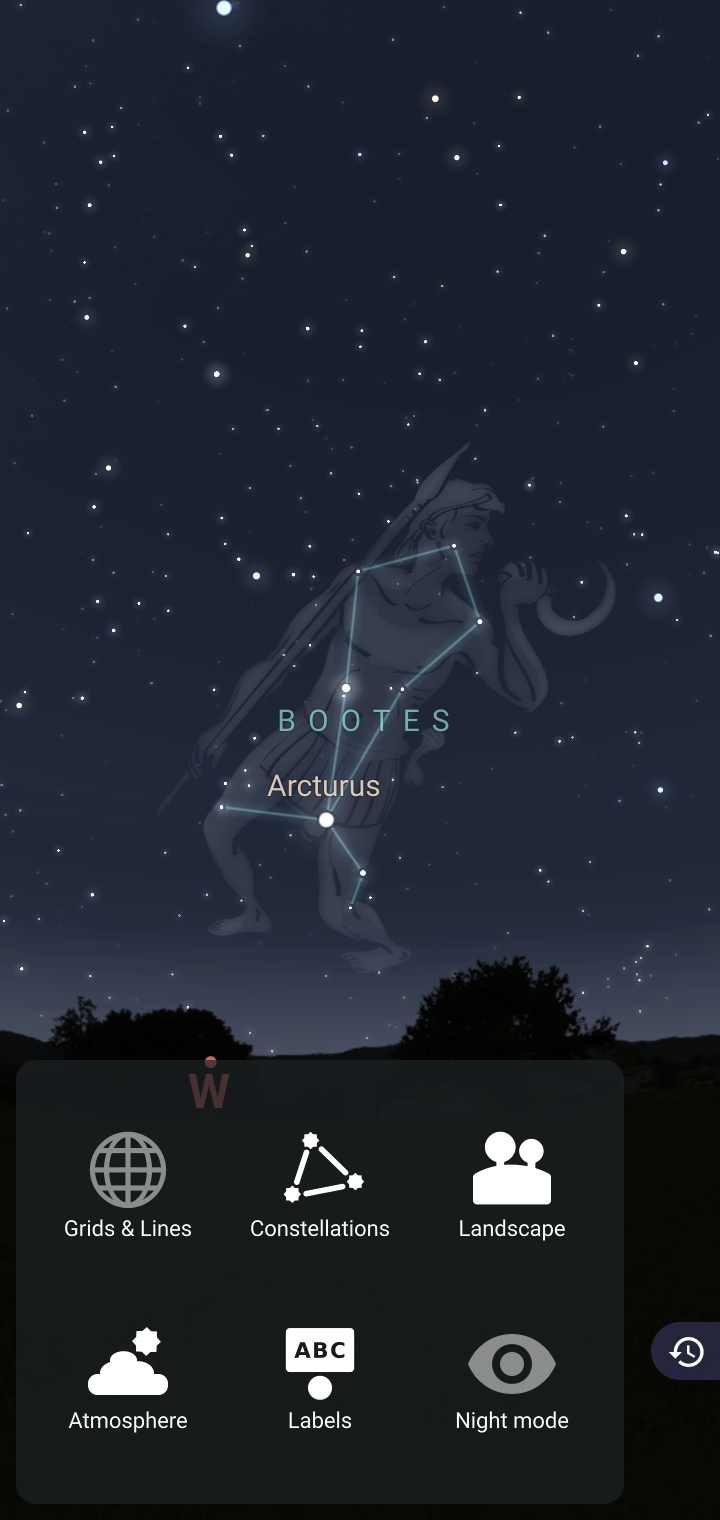 BOOTES
Arcturus
W
Grids & Lines
Constellations
Landscape
ABC
Atmosphere
Labels
Night mode